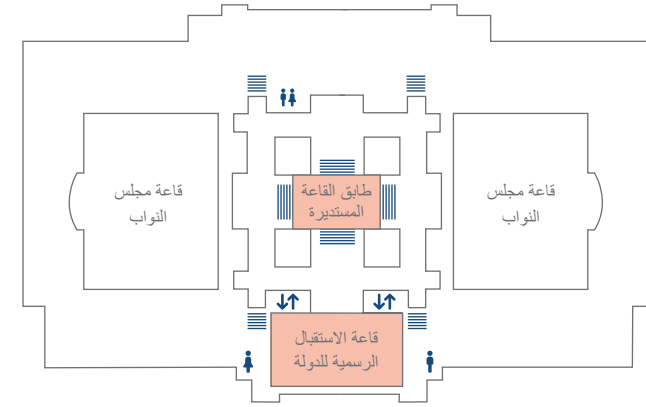 قاعة مجلس
النواب
طابق القاعة
المستديرة
قاعة مجلس
النواب
قاعة الاستقبال
الرسمية للدولة